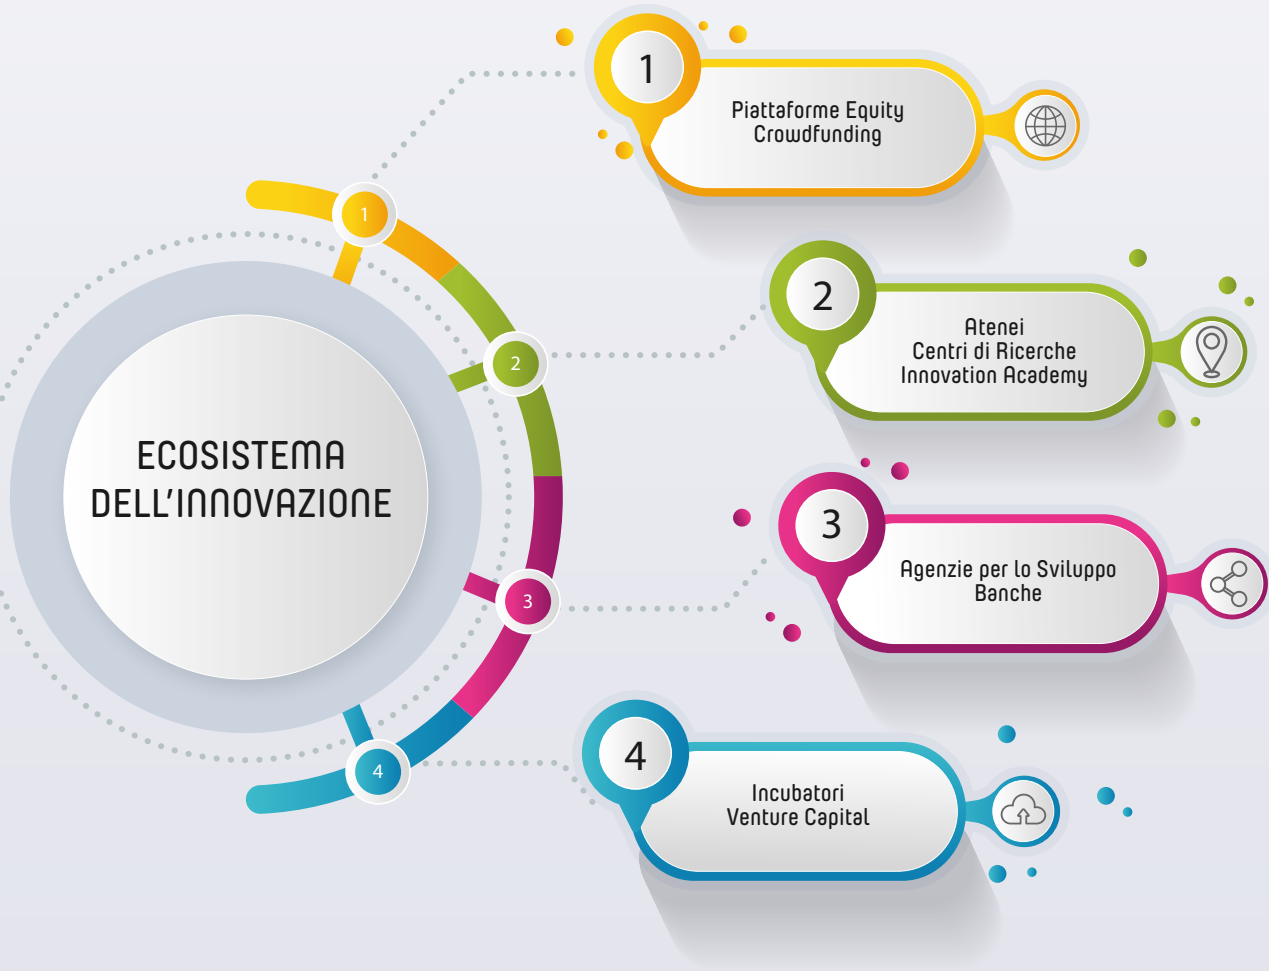 ECOSISTEMA
DELL'INNOVAZIONE
1
2
3
4
1
Piattaforme Equity
Crowdfunding
2
Atenei
Centri di Ricerche
Innovation Academy
3
Agenzie per lo Sviluppo
Banche
4
Incubatori
Venture Capital